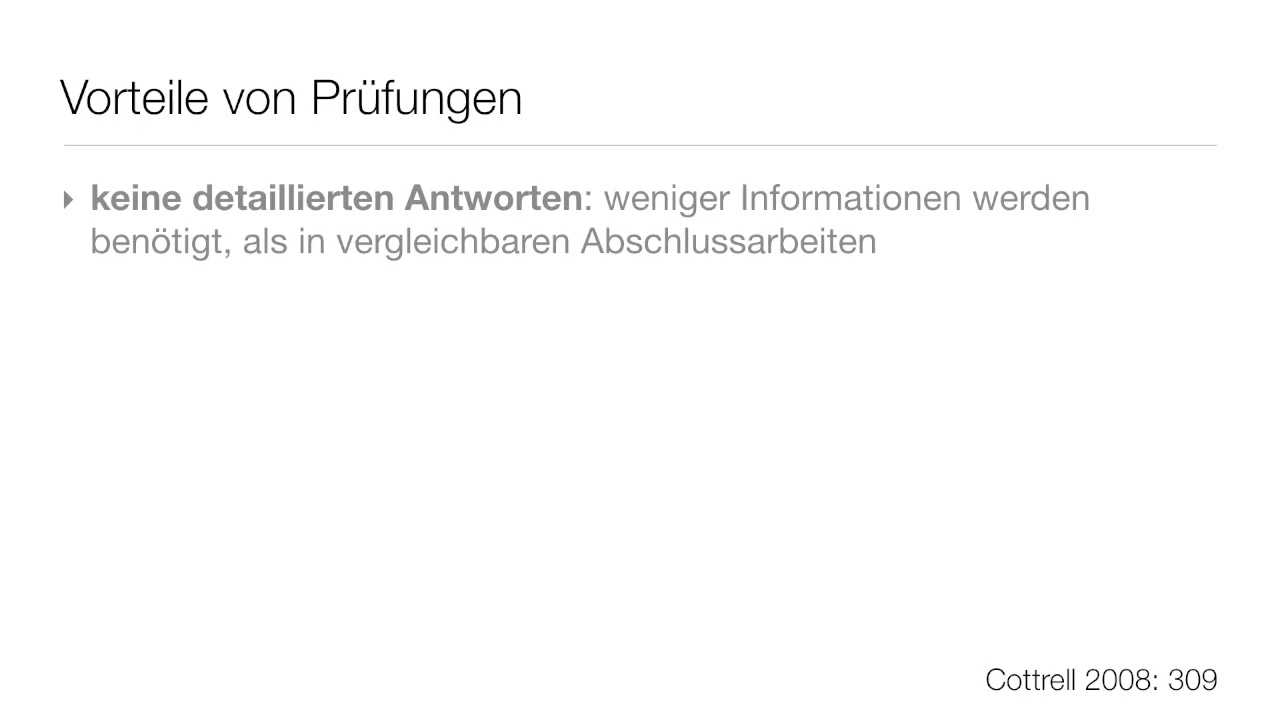 Vorteile von Prüfungen
‣ keine detaillierten Antworten: weniger Informationen werden
benötigt, als in vergleichbaren Abschlussarbeiten
Cottrell 2008: 309